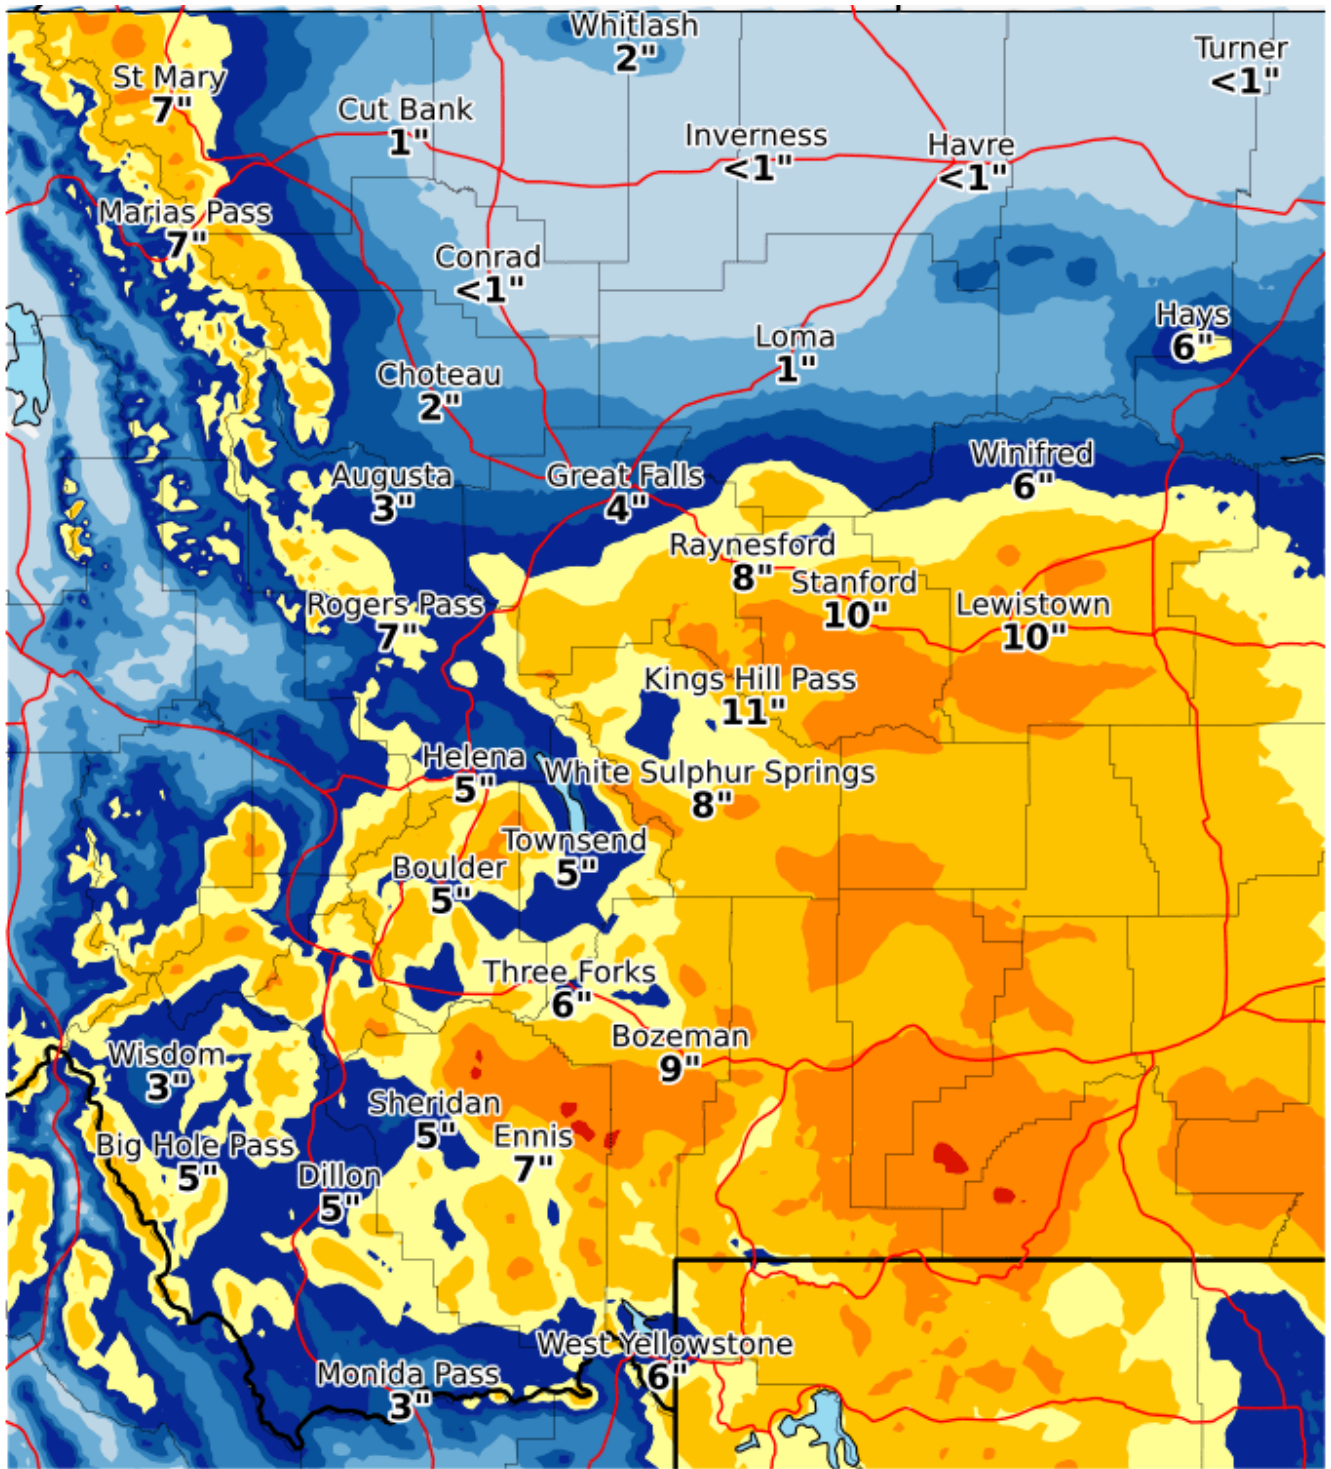 Whitlash
2"
Turner
<1"
St Mary
7"
Cut Bank
1"
Inverness
<1"
Havre
<1"
Marias Pass
7"
Conrad
<1"
Hays
6"
Loma
1"
Choteau
2"
Winifred
6"
Augusta
3"
Great Falls
4"
Raynesford
8"
Stanford
10"
Lewistown
10"
Rogers Pass
7"
Kings Hill Pass
11"
Helena
5"
White Sulphur Springs
8"
Townsend
5"
Boulder
5"
Three Forks
6"
Bozeman
9"
Wisdom
3"
Sheridan
5"
Ennis
7"
Big Hole Pass
5"
Dillon
5"
West Yellowstone
6"
Monida Pass
3"